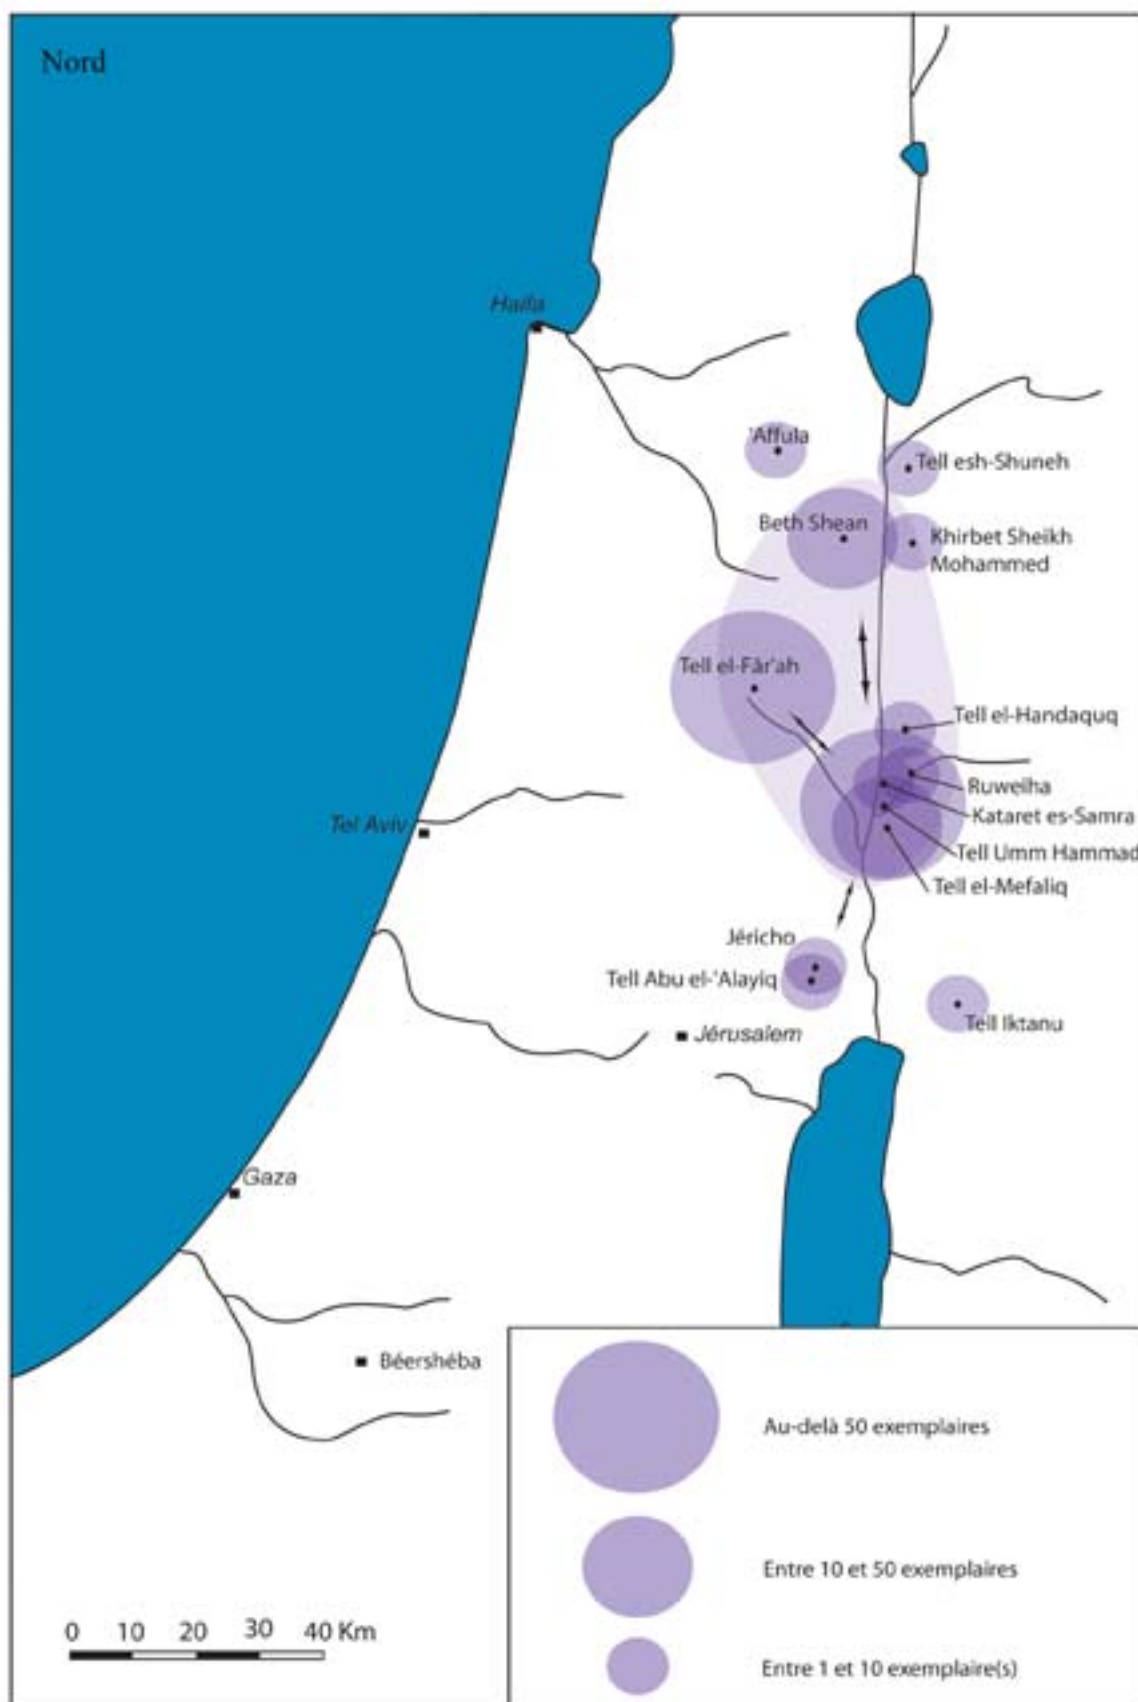 Nord
Haifa
'Affula
Tell esh-Shuneh
Beth Shean
Khirbet Sheikh
Mohammed
Tell el-Fâr'ah
Tell el-Handaquq
Ruweiha
Kataret es-Samra
Tel Aviv
Tell Umm Hammad
Tell el-Mefaliq
Jéricho
Tell Abu el-'Alayiq
Tell Iktanu
Jérusalem
Gaza
Béershéba
Au-delà 50 exemplaires
Entre 10 et 50 exemplaires
Entre 1 et 10 exemplaire(s)
0 10 20 30 40 Km